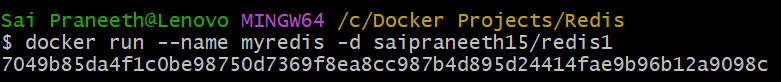 Sai Praneeth@Lenovo MINGW64 /c/Docker Projects/Redis
$ docker run --name myredis -d saipraneeth15/redis1
7049b85da4f1c0be98750d7369f8ea8cc987b4d895d24414fae9b96b12a9098c